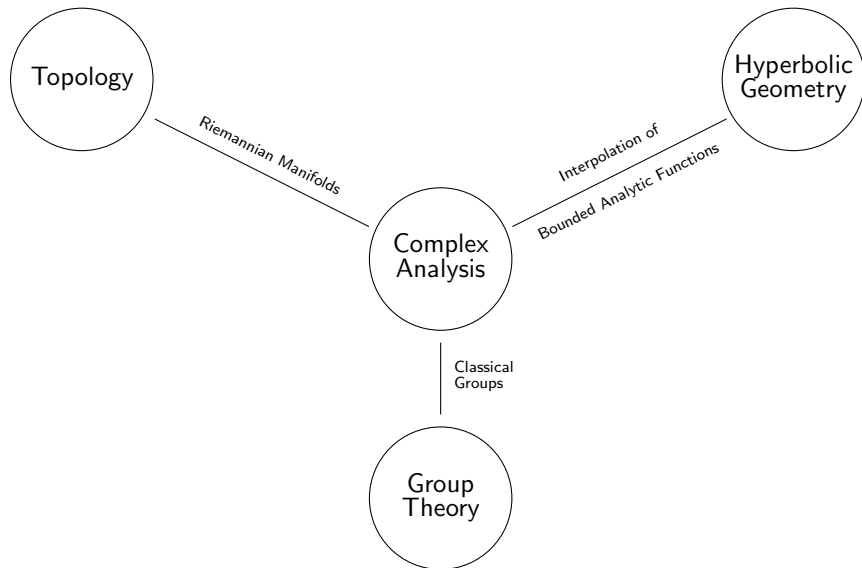 Topology
Hyperbolic
Geometry
Riemannian Manifolds
Interpolation of
Bounded Analytic Functions
Complex
Analysis
Classical
Groups
Group
Theory